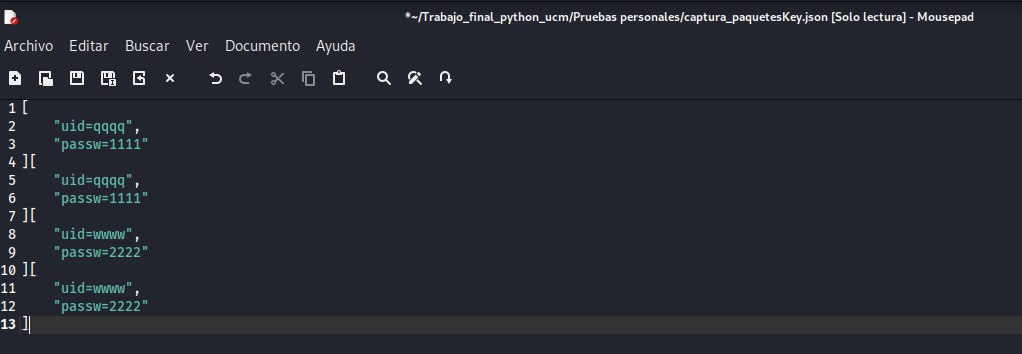 *~/Trabajo_final_python_ucm/Pruebas personales/captura_paquetesKey.json [Solo lectura] - Mousepad
Archivo Editar Buscar Ver Documento Ayuda
1 [
2     "uid=qqqq",
3     "passw=1111"
4 ][
5     "uid=qqqq",
6     "passw=1111"
7 ][
8     "uid=wwww",
9     "passw=2222"
10 ][
11     "uid=wwww",
12     "passw=2222"
13 ]